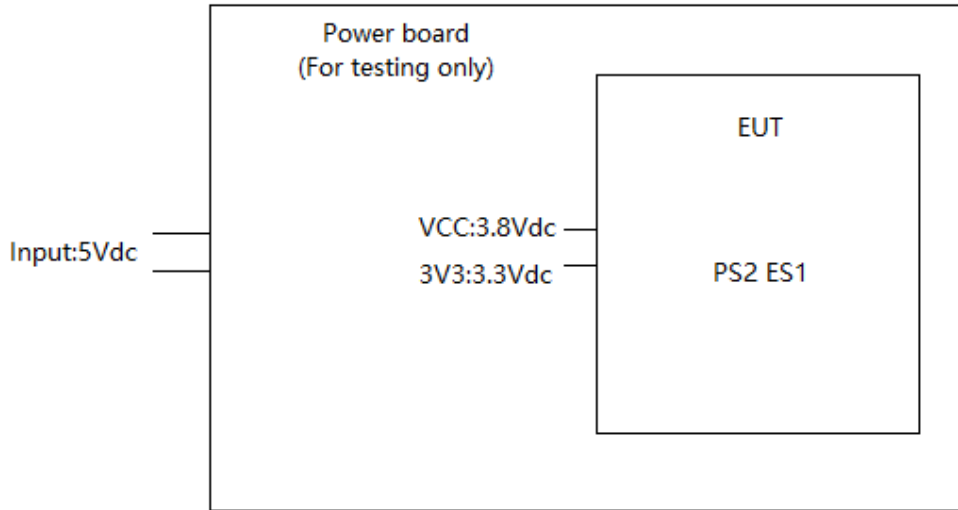 Power board
(For testing only)
EUT
Input:5Vdc
VCC:3.8Vdc
3V3:3.3Vdc
PS2 ES1